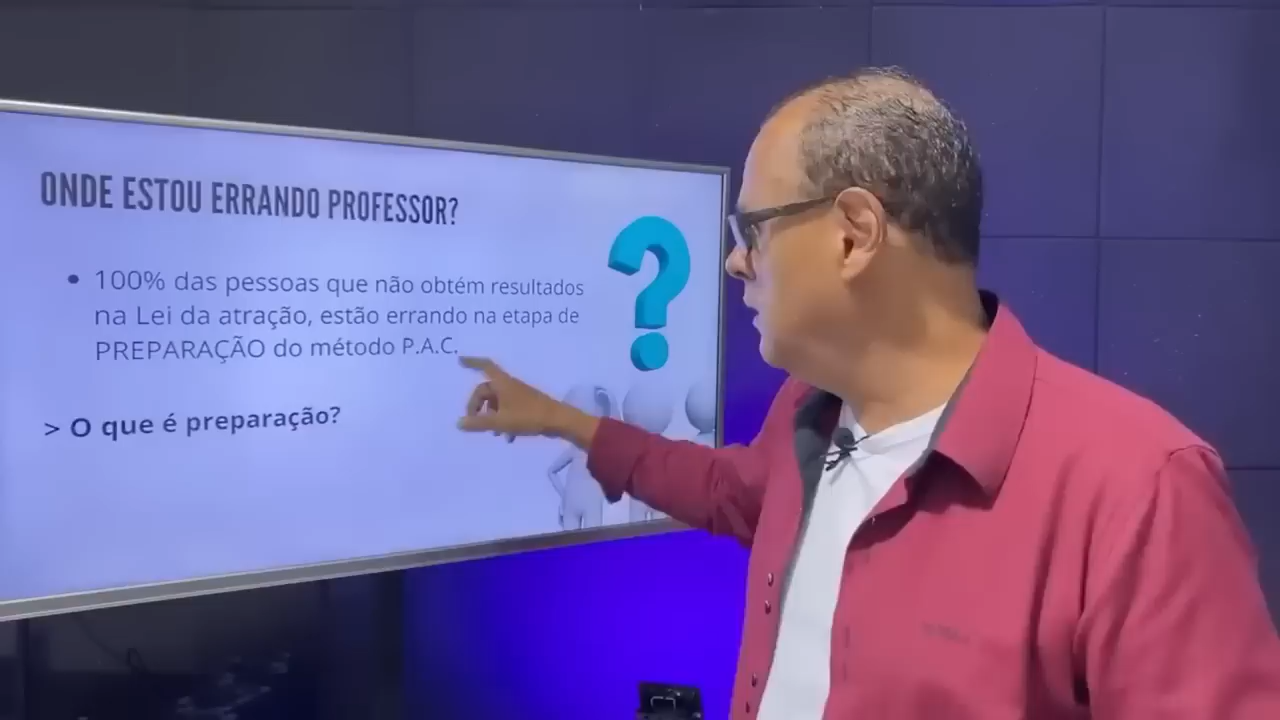 ONDE ESTOU ERRANDO PROFESSOR?
• 100% das pessoas que não obtém resultados
na Lei da atração, estão errando na etapa de
PREPARAÇÃO do método P.A.C.
> O que é preparação?